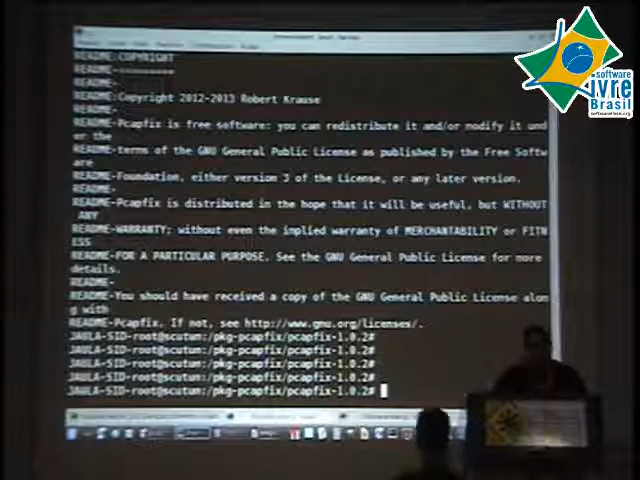 README:COPYRIGHT
README-=========
README-
README:Copyright 2012-2013 Robert Krause
README-
README-Pcapfix is free software: you can redistribute it and/or modify it und
er the
README-terms of the GNU General Public License as published by the Free Softw
are
README-Foundation, either version 3 of the License, or any later version.
README-
README-Pcapfix is distributed in the hope that it will be useful, but WITHOUT
ANY
README-WARRANTY; without even the implied warranty of MERCHANTABILITY or FITN
ESS
README-FOR A PARTICULAR PURPOSE. See the GNU General Public License for more
details.
README-
README-You should have received a copy of the GNU General Public License alon
g with
README-Pcapfix. If not, see http://www.gnu.org/licenses/.
JAULA-SID-root@scutum:/pkg-pcapfix/pcapfix-1.0.2#
JAULA-SID-root@scutum:/pkg-pcapfix/pcapfix-1.0.2#
JAULA-SID-root@scutum:/pkg-pcapfix/pcapfix-1.0.2#
JAULA-SID-root@scutum:/pkg-pcapfix/pcapfix-1.0.2#
JAULA-SID-root@scutum:/pkg-pcapfix/pcapfix-1.0.2#
software
livre
Brasil
softwarelivre.org